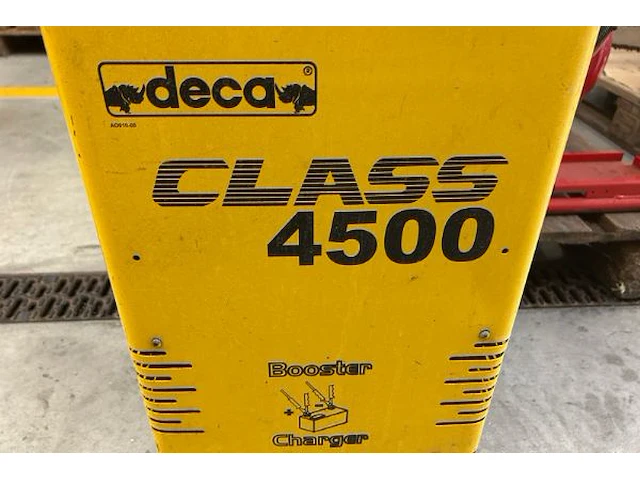 deca®
CLASS
4500
Booster
+ -
Charger